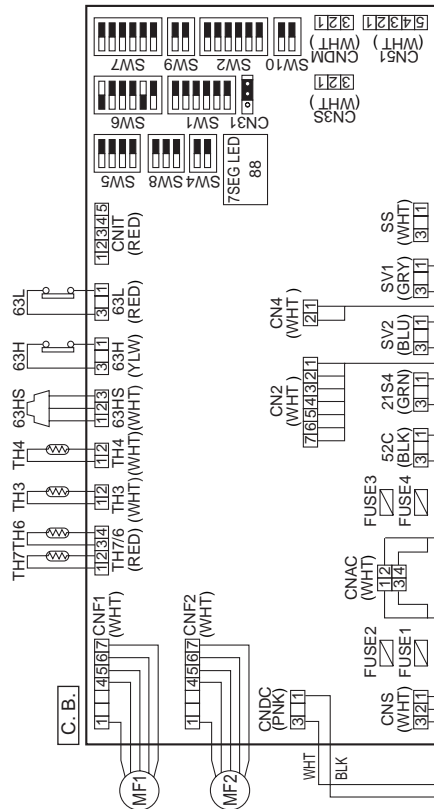 C. B.
MF1
MF2
1 4 5 6 7
CNF1
(WHT)
1 4 5 6 7
CNF2
(WHT)
TH7 TH6
1 2 3 4
TH7/6
(RED)
TH3
1 2
TH3
(WHT)
TH4
1 2
TH4
(WHT)
63HS
1 2 3
63HS
(WHT)
63H
3 1
63H
(YLW)
63L
3 1
63L
(RED)
1 2 3 4 5
CNIT
(RED)
SW5
SW8
SW4
7SEG LED
88
SW6
SW1
CN31
SW7
SW9
SW2
SW10
3 2 1
(WHT)
CNDM
5 4 3 2 1
(WHT)
CN51
3 2 1
(WHT)
CN3S
CN4
(WHT)
2 1
CN2
(WHT)
7 6 5 4 3 2 1
SS
(WHT)
3 1
SV1
(GRY)
3 1
SV2
(BLU)
3 1
21S4
(GRN)
3 1
52C
(BLK)
3 1
FUSE3
FUSE4
CNAC
(WHT)
1 2
3 4
FUSE2
FUSE1
CNDC
(PNK)
3 1
CNS
(WHT)
3 2 1
WHT
BLK